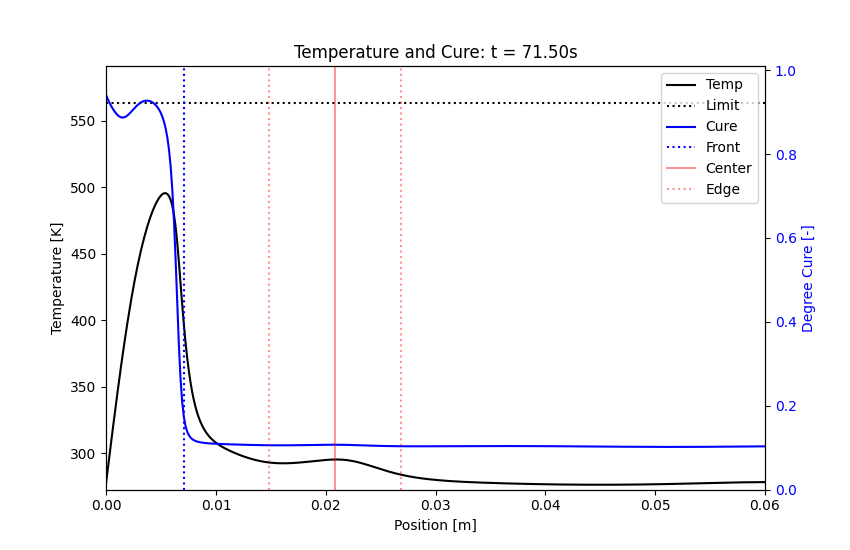 Temperature and Cure: t = 71.50s
Temp
Limit
Cure
Front
Center
Edge
Temperature [K]
550
500
450
400
350
300
Degree Cure [-]
1.0
0.8
0.6
0.4
0.2
0.0
0.00 0.01 0.02 0.03 0.04 0.05 0.06
Position [m]